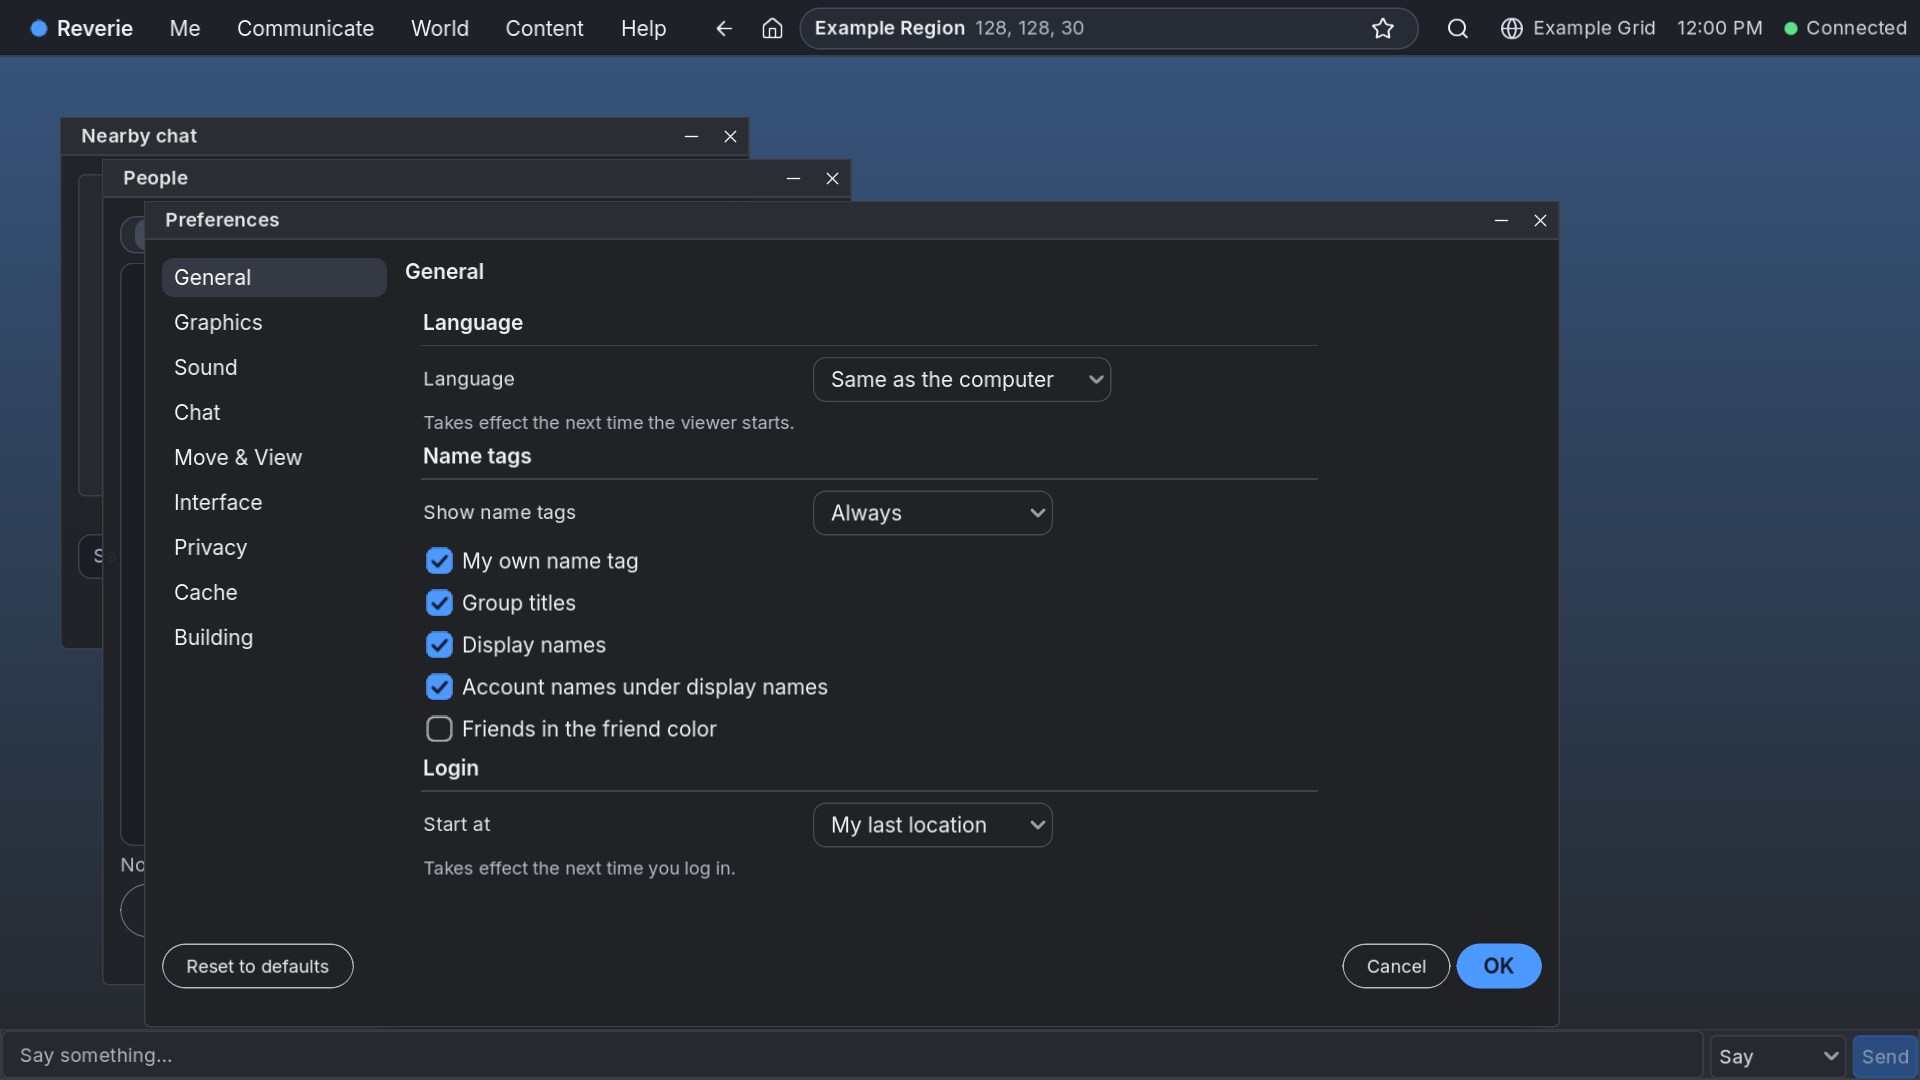 Reverie Me Communicate World Content Help Example Region 128, 128, 30 Example Grid 12:00 PM Connected
Nearby chat
People
Preferences
General
Graphics
Sound
Chat
Move & View
Interface
Privacy
Cache
Building
General
Language
Language Same as the computer
Takes effect the next time the viewer starts.
Name tags
Show name tags Always
My own name tag
Group titles
Display names
Account names under display names
Friends in the friend color
Login
Start at My last location
Takes effect the next time you log in.
Reset to defaults Cancel OK
Say something... Say Send